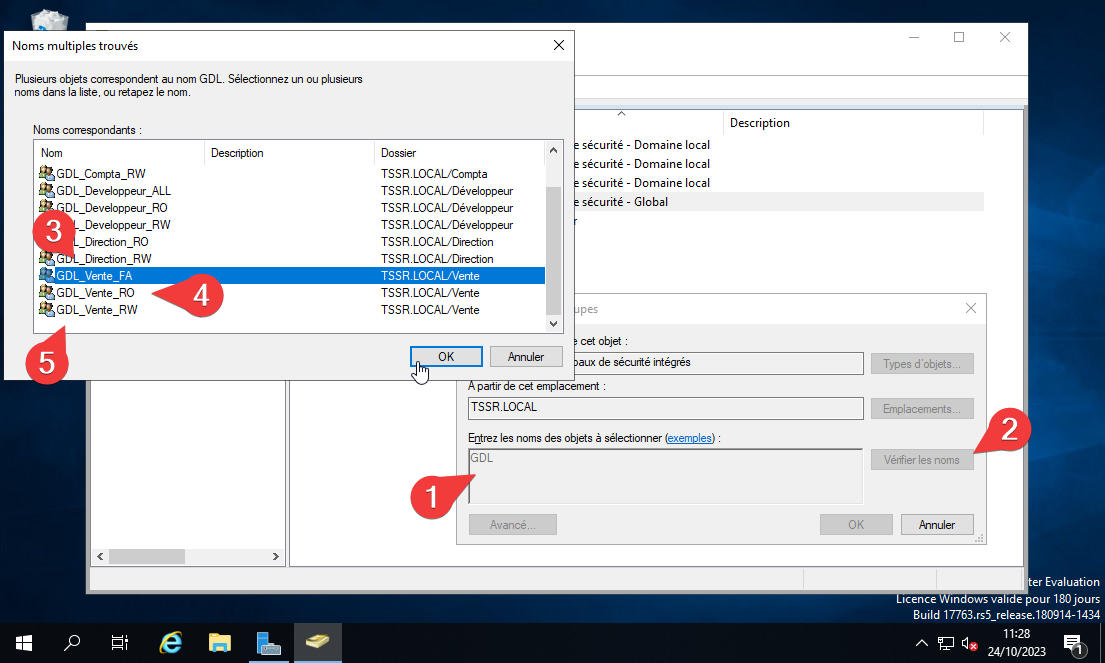 Noms multiples trouvés
Plusieurs objets correspondent au nom GDL. Sélectionnez un ou plusieurs
noms dans la liste, ou retapez le nom.
Noms correspondants :
Nom Description Dossier
GDL_Compta_RW TSSR.LOCAL/Compta
GDL_Developpeur_ALL TSSR.LOCAL/Développeur
GDL_Developpeur_RO TSSR.LOCAL/Développeur
L_Developpeur_RW TSSR.LOCAL/Développeur
3
L_Direction_RO TSSR.LOCAL/Direction
GDL_Direction_RW TSSR.LOCAL/Direction
GDL_Vente_FA TSSR.LOCAL/Vente
GDL_Vente_RO TSSR.LOCAL/Vente
4
GDL_Vente_RW TSSR.LOCAL/Vente
5
OK Annuler
Description
e sécurité - Domaine local
e sécurité - Domaine local
e sécurité - Domaine local
e sécurité - Global
r
upes
e cet objet :
paux de sécurité intégrés
Types d'objets...
À partir de cet emplacement :
TSSR.LOCAL
Emplacements...
Entrez les noms des objets à sélectionner (exemples) :
2
GDL
Vérifier les noms
1
Avancé...
OK Annuler
ter Evaluation
Licence Windows valide pour 180 jours
Build 17763.rs5_release.180914-1434
11:28
24/10/2023
1